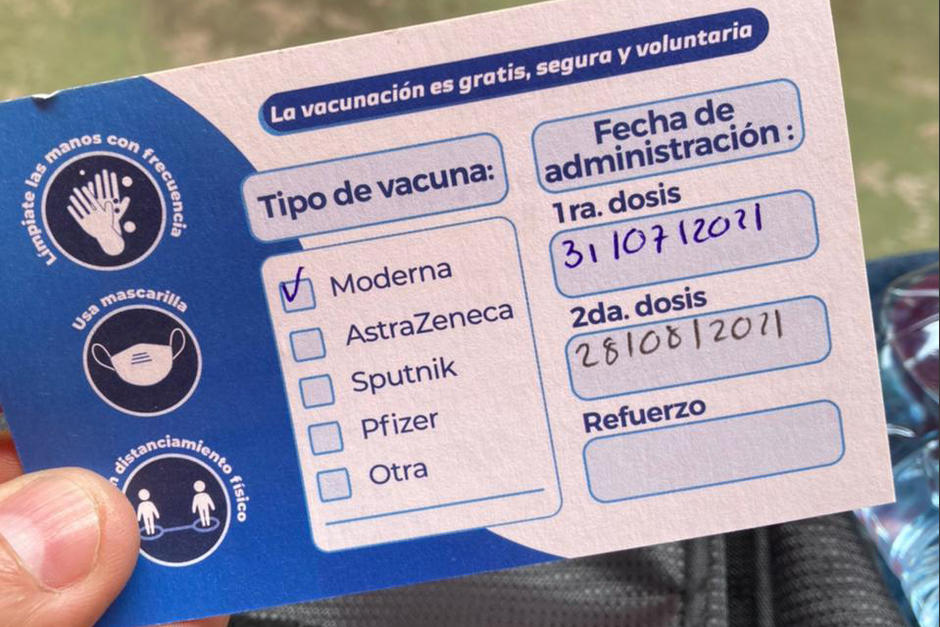 La vacunación es gratis, segura y voluntaria
Límpiate las manos con frecuencia
Usa mascarilla
distanciamiento físico
Tipo de vacuna:
✓ Moderna
AstraZeneca
Sputnik
Pfizer
Otra
Fecha de
administración:
1ra. dosis
31/07/2021
2da. dosis
28/08/2021
Refuerzo